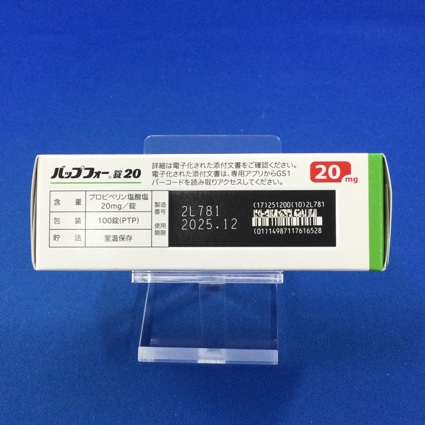 バップフォー®錠20
詳細は電子化された添付文書をご確認ください。
電子化された添付文書は、専用アプリからGS1
バーコードを読み取りアクセスしてください。
20mg
含量 プロピベリン塩酸塩
20mg/錠
包装 100錠(PTP)
貯法 室温保存
製造番号 2L781
使用期限 2025.12
(17)251200(10)2L781
(01)14987117616528